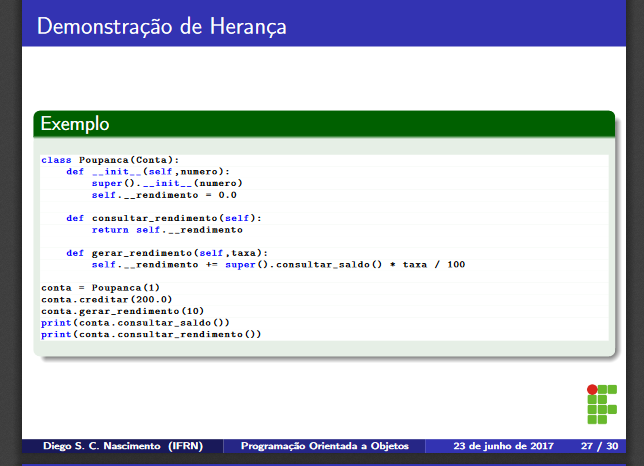 Demonstração de Herança
Exemplo
class Poupanca(Conta):
    def __init__(self,numero):
        super().__init__(numero)
        self.__rendimento = 0.0

    def consultar_rendimento(self):
        return self.__rendimento

    def gerar_rendimento(self,taxa):
        self.__rendimento += super().consultar_saldo() * taxa / 100

conta = Poupanca(1)
conta.creditar(200.0)
conta.gerar_rendimento(10)
print(conta.consultar_saldo())
print(conta.consultar_rendimento())
Diego S. C. Nascimento (IFRN) Programação Orientada a Objetos 23 de junho de 2017 27 / 30